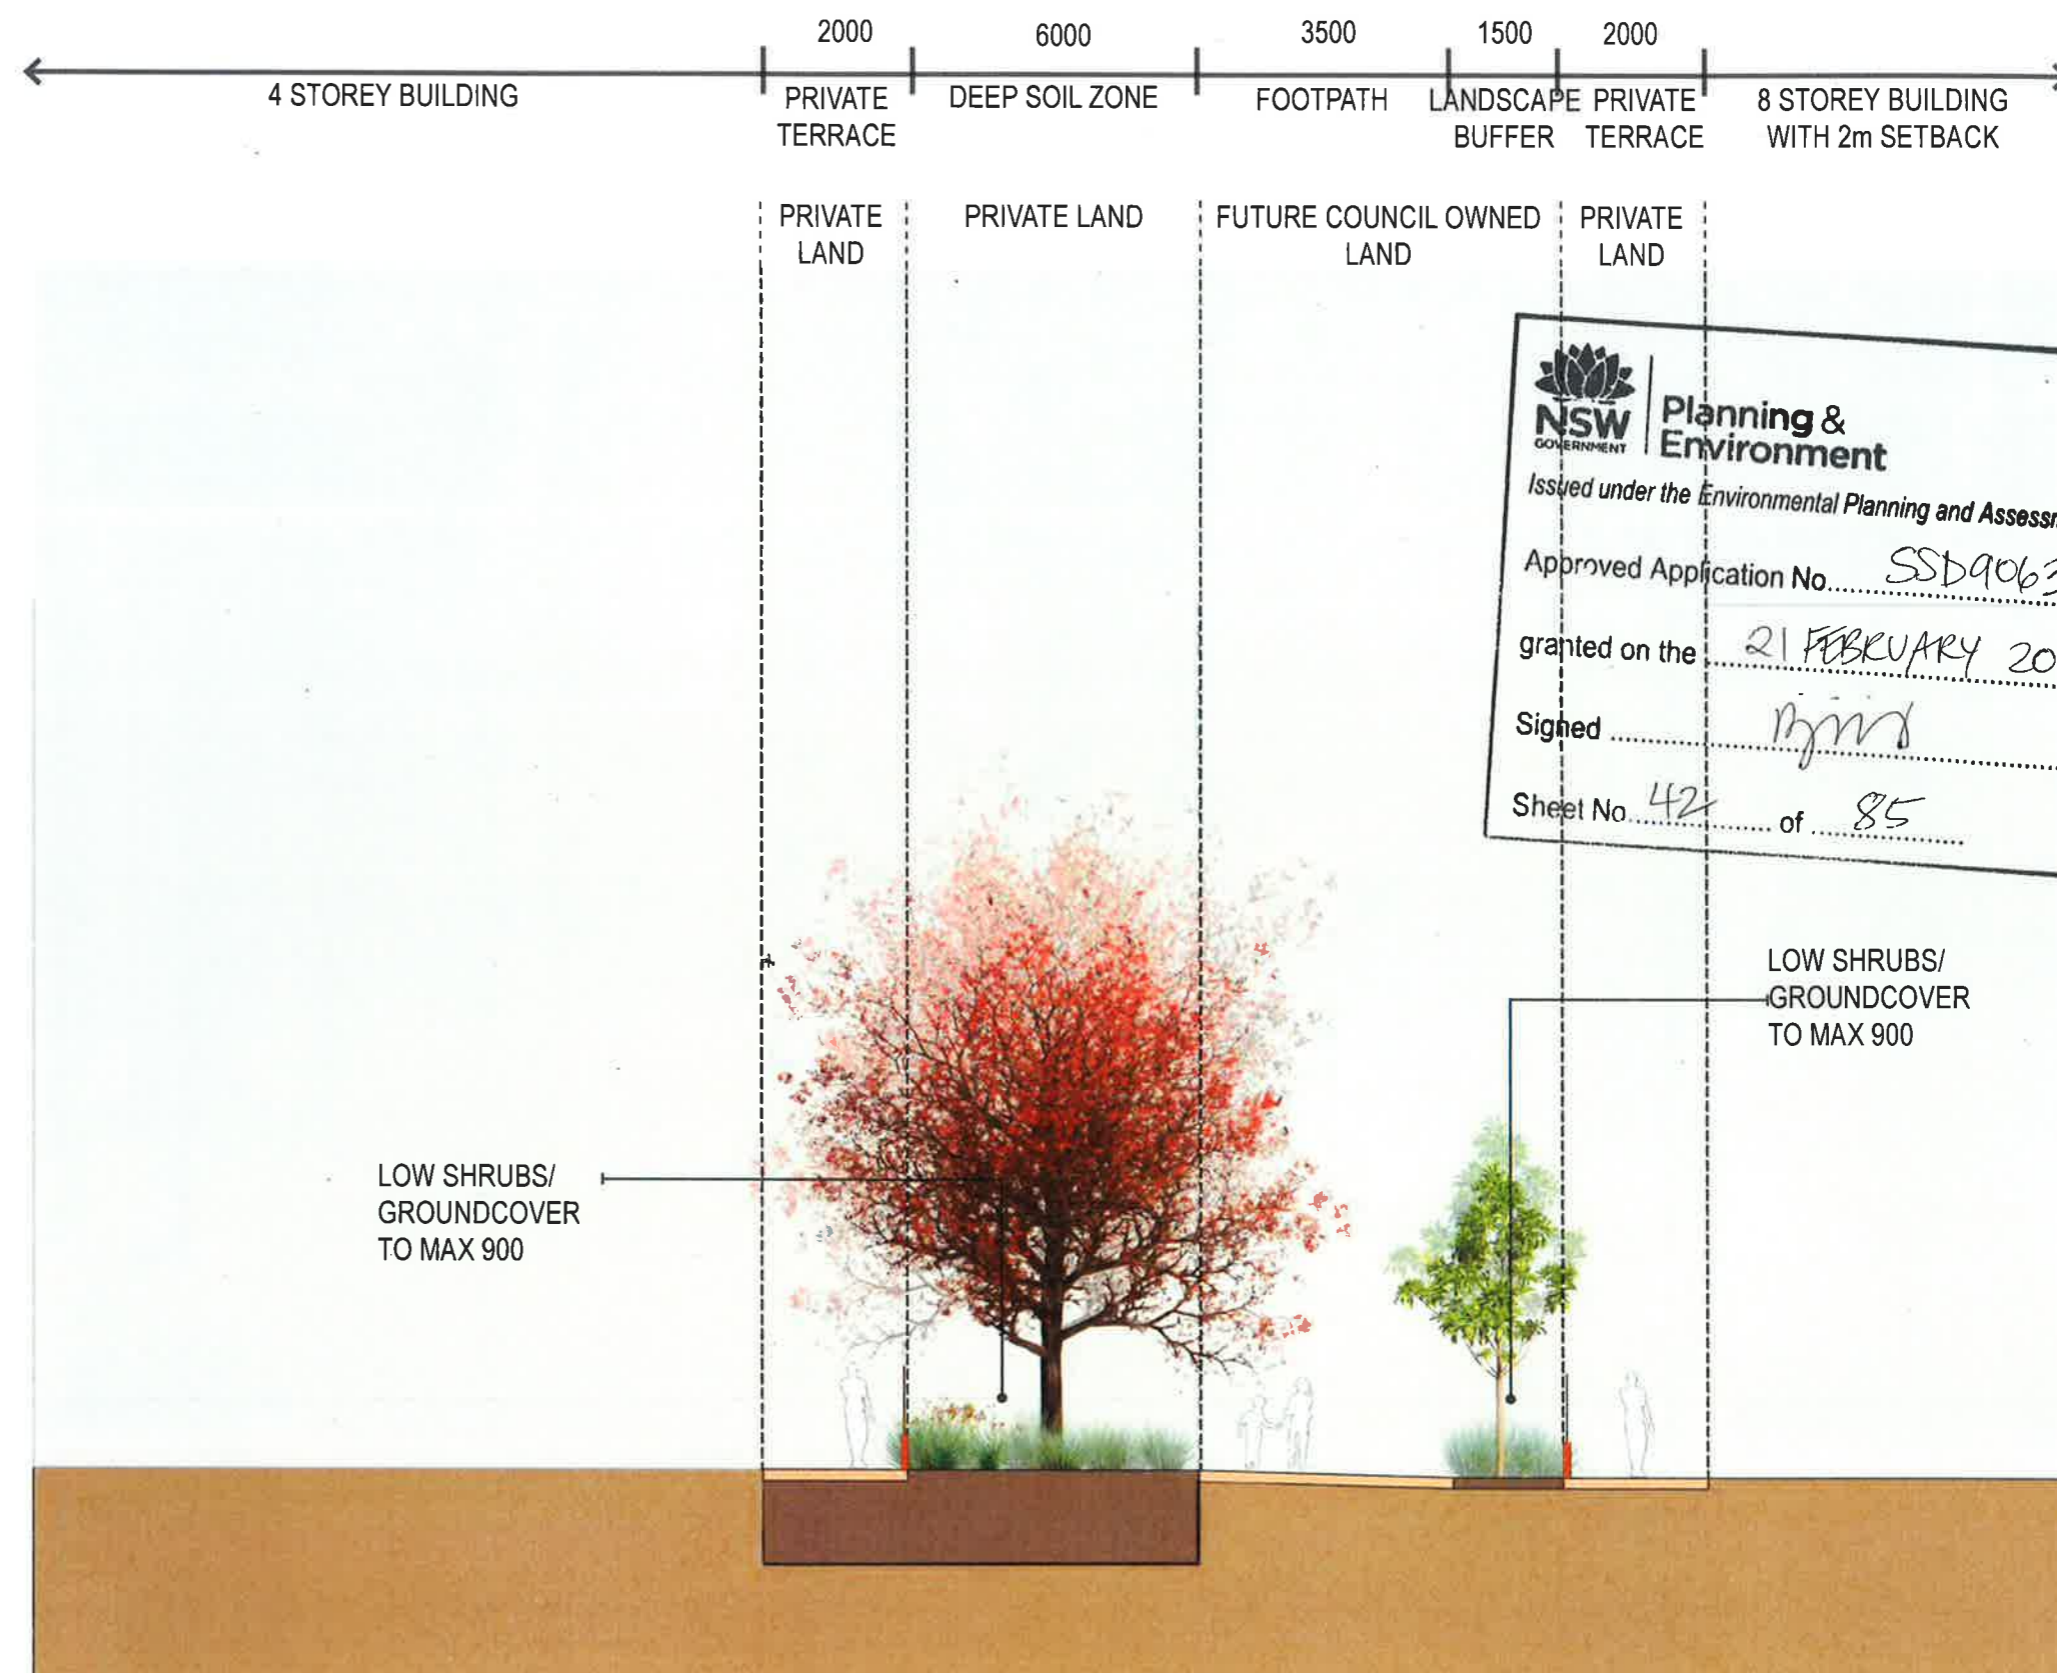 2000 6000 3500 1500 2000
4 STOREY BUILDING
PRIVATE
TERRACE
DEEP SOIL ZONE
FOOTPATH
LANDSCAPE
BUFFER
PRIVATE
TERRACE
8 STOREY BUILDING
WITH 2m SETBACK
PRIVATE
LAND
PRIVATE LAND
FUTURE COUNCIL OWNED
LAND
PRIVATE
LAND
NSW
GOVERNMENT
Planning &
Environment
Issued under the Environmental Planning and Assessm
Approved Application No. SSD9063
granted on the 21 FEBRUARY 20
Signed
Sheet No. 42 of 85
LOW SHRUBS/
GROUNDCOVER
TO MAX 900
LOW SHRUBS/
GROUNDCOVER
TO MAX 900